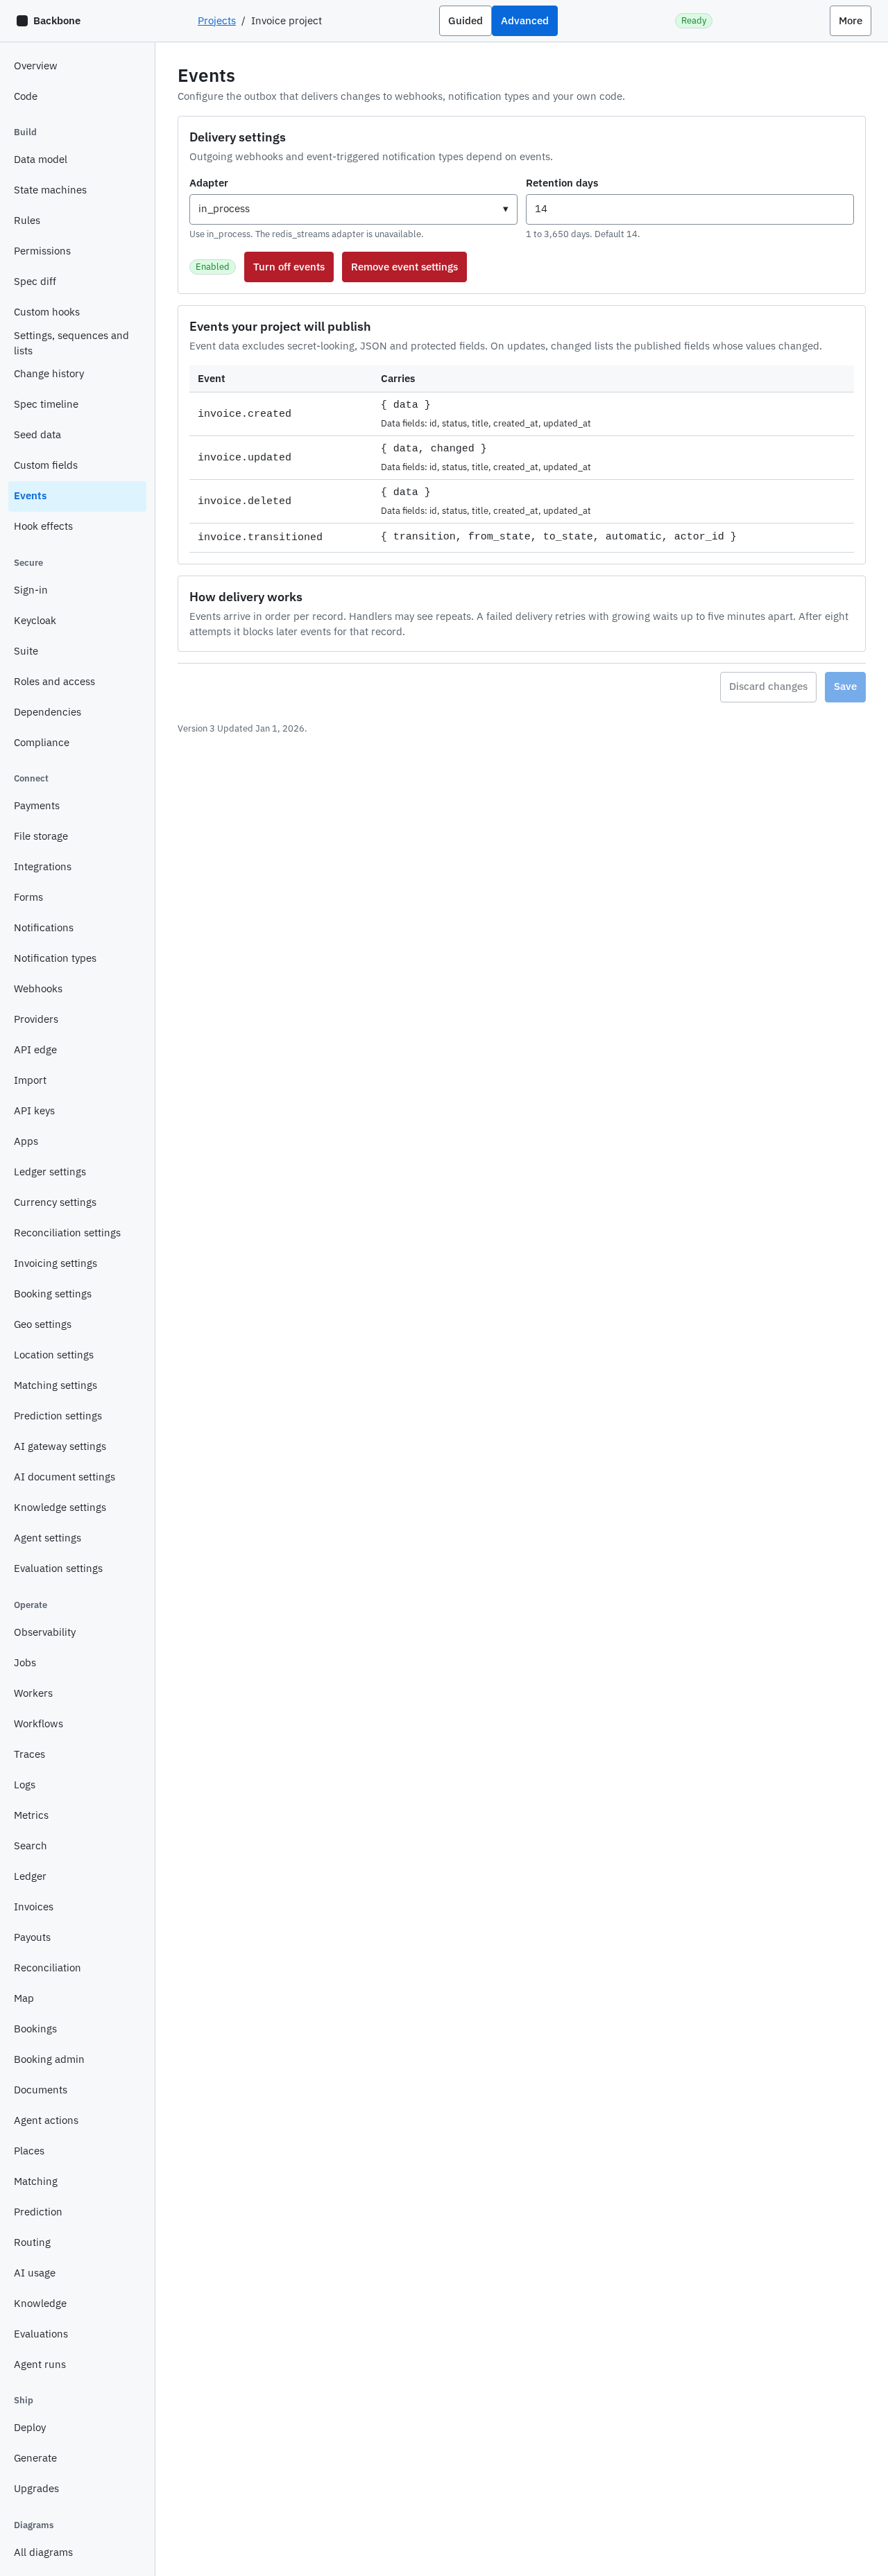 Backbone
Projects / Invoice project
Guided
Advanced
Ready
More
Overview
Code
Build
Data model
State machines
Rules
Permissions
Spec diff
Custom hooks
Settings, sequences and
lists
Change history
Spec timeline
Seed data
Custom fields
Events
Hook effects
Secure
Sign-in
Keycloak
Suite
Roles and access
Dependencies
Compliance
Connect
Payments
File storage
Integrations
Forms
Notifications
Notification types
Webhooks
Providers
API edge
Import
API keys
Apps
Ledger settings
Currency settings
Reconciliation settings
Invoicing settings
Booking settings
Geo settings
Location settings
Matching settings
Prediction settings
AI gateway settings
AI document settings
Knowledge settings
Agent settings
Evaluation settings
Operate
Observability
Jobs
Workers
Workflows
Traces
Logs
Metrics
Search
Ledger
Invoices
Payouts
Reconciliation
Map
Bookings
Booking admin
Documents
Agent actions
Places
Matching
Prediction
Routing
AI usage
Knowledge
Evaluations
Agent runs
Ship
Deploy
Generate
Upgrades
Diagrams
All diagrams
Events
Configure the outbox that delivers changes to webhooks, notification types and your own code.
Delivery settings
Outgoing webhooks and event-triggered notification types depend on events.
Adapter
in_process
Use in_process. The redis_streams adapter is unavailable.
Retention days
14
1 to 3,650 days. Default 14.
Enabled
Turn off events
Remove event settings
Events your project will publish
Event data excludes secret-looking, JSON and protected fields. On updates, changed lists the published fields whose values changed.
Event Carries
invoice.created { data }
Data fields: id, status, title, created_at, updated_at
invoice.updated { data, changed }
Data fields: id, status, title, created_at, updated_at
invoice.deleted { data }
Data fields: id, status, title, created_at, updated_at
invoice.transitioned { transition, from_state, to_state, automatic, actor_id }
How delivery works
Events arrive in order per record. Handlers may see repeats. A failed delivery retries with growing waits up to five minutes apart. After eight
attempts it blocks later events for that record.
Discard changes
Save
Version 3 Updated Jan 1, 2026.